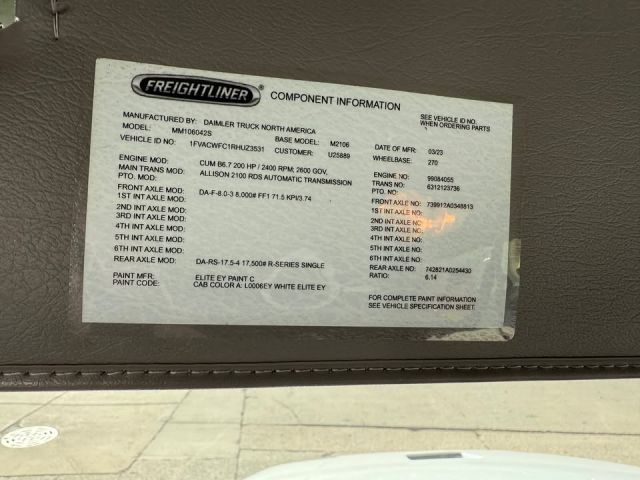 FREIGHTLINER® COMPONENT INFORMATION
MANUFACTURED BY: DAIMLER TRUCK NORTH AMERICA
SEE VEHICLE ID NO.
WHEN ORDERING PARTS
MODEL: MM106042S BASE MODEL: M2106 DATE OF MFR: 03/23
VEHICLE ID NO: 1FVACWFC1RHUZ3531 CUSTOMER: U25889 WHEELBASE: 270
ENGINE MOD: CUM B6.7 200 HP / 2400 RPM; 2600 GOV, ENGINE NO: 99084055
MAIN TRANS MOD: ALLISON 2100 RDS AUTOMATIC TRANSMISSION TRANS NO: 6312123736
PTO. MOD: PTO. NO:
FRONT AXLE MOD: DA-F-8.0-3 8,000# FF1 71.5 KPI/3.74 FRONT AXLE NO: 739917A0348813
1ST INT AXLE MOD: 1ST INT AXLE NO:
2ND INT AXLE MOD: 2ND INT AXLE NO:
3RD INT AXLE MOD: 3RD INT AXLE NO:
4TH INT AXLE MOD: 4TH INT AXLE NO:
5TH INT AXLE MOD: 5TH INT AXLE NO:
6TH INT AXLE MOD: 6TH INT AXLE NO:
REAR AXLE MOD: DA-RS-17.5-4 17,500# R-SERIES SINGLE REAR AXLE NO: 742821A0254430
RATIO: 6.14
PAINT MFR: ELITE EY PAINT C
PAINT CODE: CAB COLOR A: L0006EY WHITE ELITE EY
FOR COMPLETE PAINT INFORMATION
SEE VEHICLE SPECIFICATION SHEET.